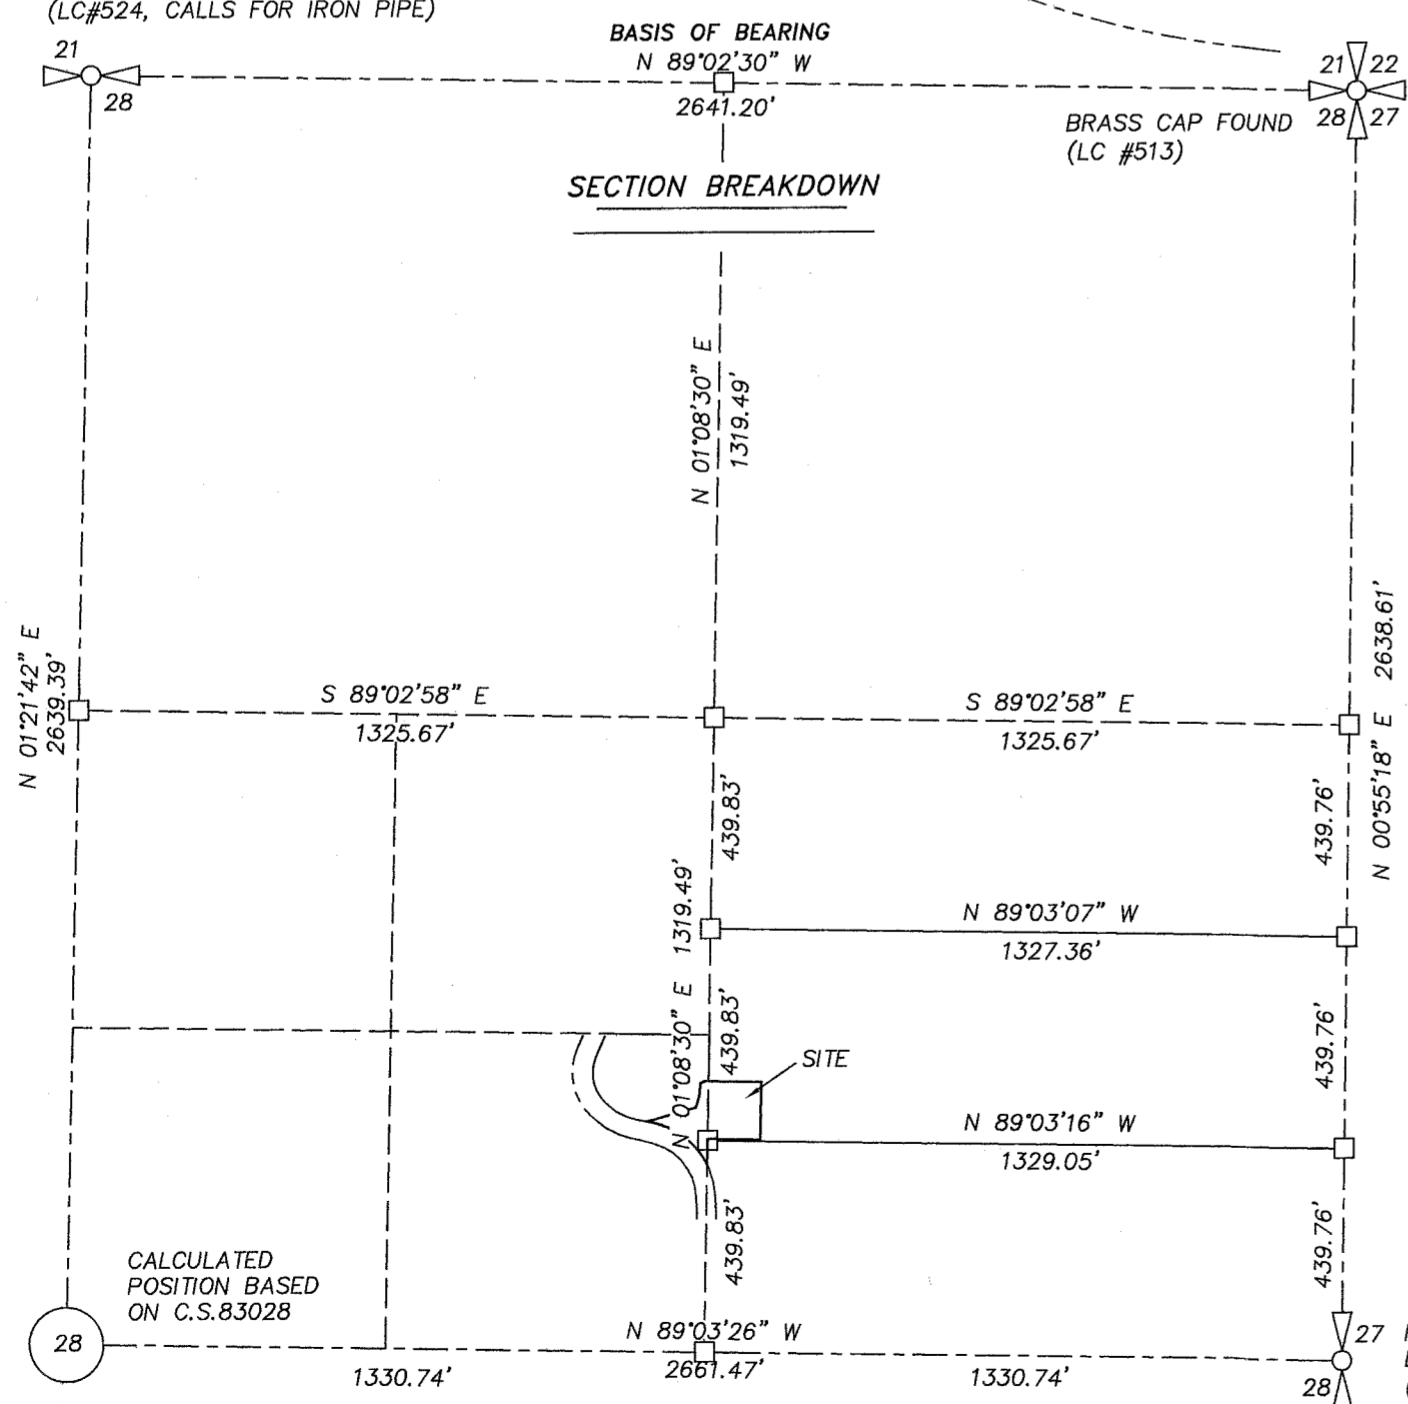 (LC#524, CALLS FOR IRON PIPE)
BASIS OF BEARING
N 89°02'30" W
2641.20'
21
28
21 22
28 27
BRASS CAP FOUND
(LC #513)
SECTION BREAKDOWN
N 01°08'30" E
1319.49'
N 01°21'42" E
2639.39'
2638.61'
N 00°55'18" E
S 89°02'58" E
1325.67'
S 89°02'58" E
1325.67'
439.83'
439.76'
1319.49'
N 01°08'30" E
N 89°03'07" W
1327.36'
439.83'
439.76'
SITE
N 89°03'16" W
1329.05'
439.83'
439.76'
CALCULATED
POSITION BASED
ON C.S.83028
28
N 89°03'26" W
2661.47'
1330.74'
1330.74'
27
28